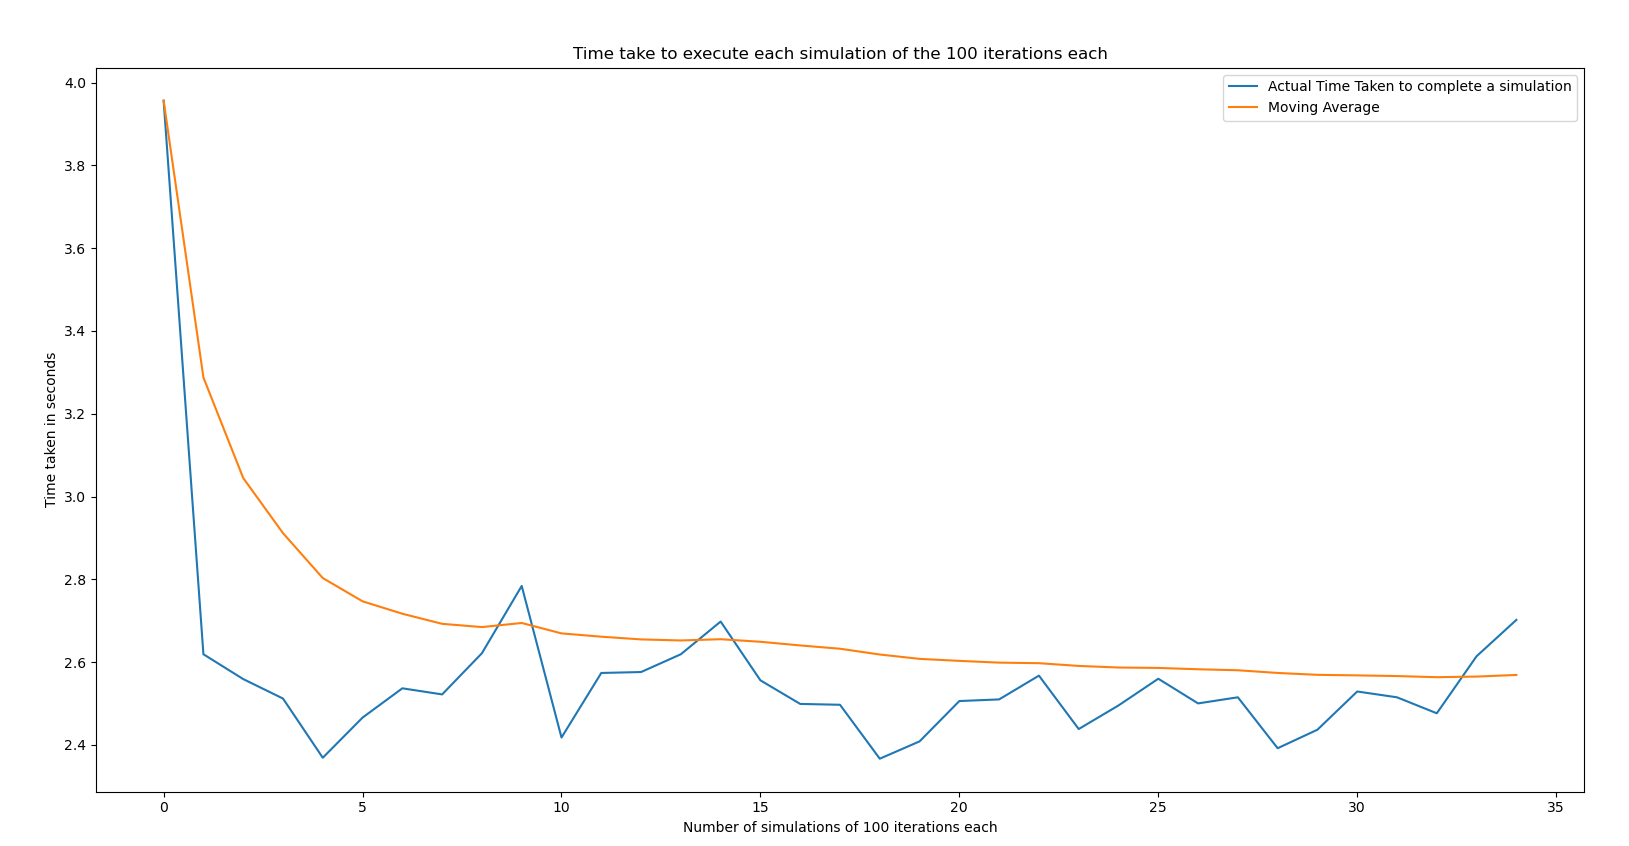 Time take to execute each simulation of the 100 iterations each
Actual Time Taken to complete a simulation
Moving Average
4.0
3.8
3.6
3.4
3.2
3.0
2.8
2.6
2.4
Time taken in seconds
0 5 10 15 20 25 30 35
Number of simulations of 100 iterations each